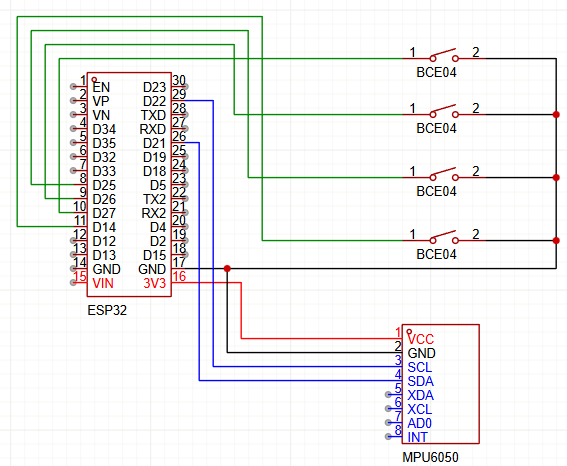 1 2
BCE04
1 2
BCE04
1 2
BCE04
1 2
BCE04
1 EN D23 30
2 VP D22 29
3 VN TXD 28
4 D34 RXD 27
5 D35 D21 26
6 D32 D19 25
7 D33 D18 24
8 D25 D5 23
9 D26 TX2 22
10 D27 RX2 21
11 D14 D4 20
12 D12 D2 19
13 D13 D15 18
14 GND GND 17
15 VIN 3V3 16
ESP32
1 VCC
2 GND
3 SCL
4 SDA
5 XDA
6 XCL
7 AD0
8 INT
MPU6050